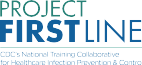 PROJECT
FIRSTLINE
CDC's National Training Collaborative
for Healthcare Infection Prevention & Contro